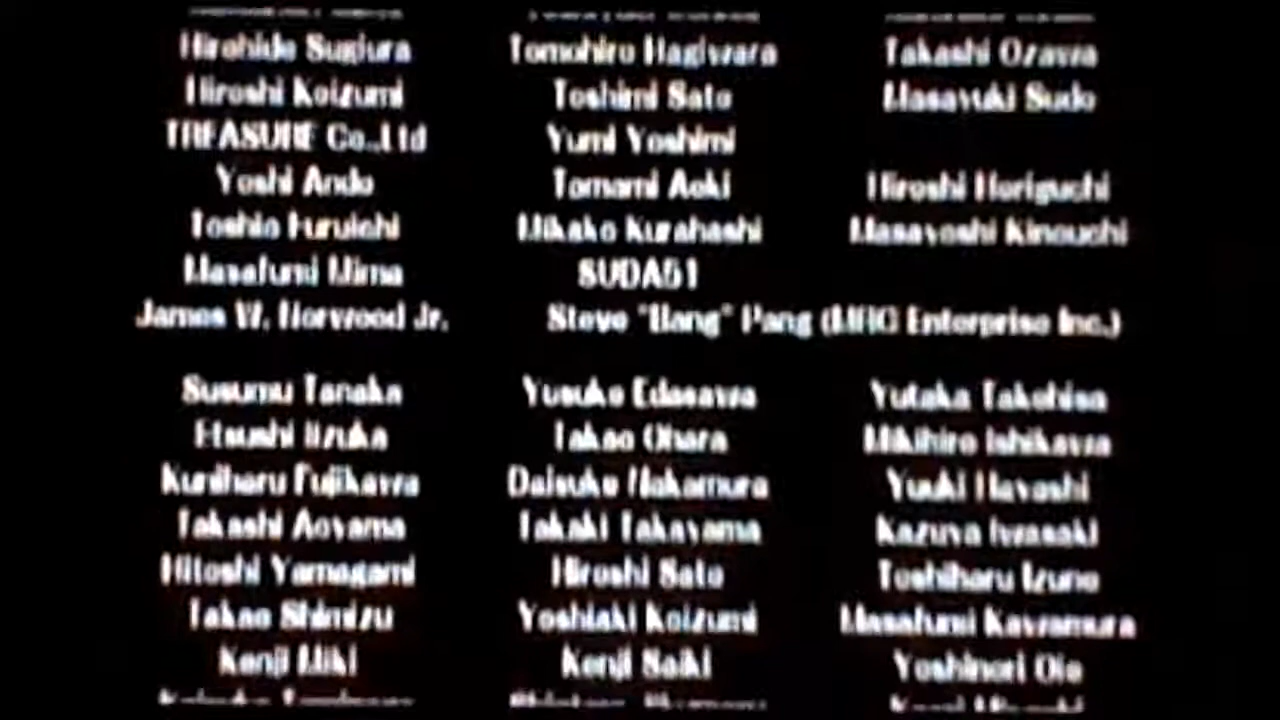 Hirohide Sugiura Tomohiro Hagiwara Takashi Ozawa
Hiroshi Koizumi Toshimi Sato Masayuki Sudo
TREASURE Co.,Ltd Yumi Yoshimi
Yoshi Ando Tomami Aoki Hiroshi Horiguchi
Toshio Furuichi Mikako Kurahashi Masayoshi Kinouchi
Masafumi Mima SUDA51
James W. Norwood Jr. Steve "Bang" Pang (MRG Enterprise Inc.)
Susumu Tanaka Yusuke Edasawa Yutaka Takehisa
Etsushi Iizuka Takao Ohara Mikihiro Ishikawa
Kuniharu Fujikawa Daisuke Nakamura Yuuki Hayashi
Takashi Aoyama Takaki Takayama Kazuya Iwasaki
Hitoshi Yamagami Hiroshi Sato Toshiharu Izuno
Takao Shimizu Yoshiaki Koizumi Masafumi Kawamura
Kenji Miki Kenji Saiki Yoshinori Oie